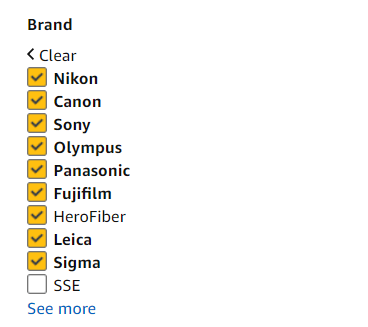 Brand
Clear
Nikon
Canon
Sony
Olympus
Panasonic
Fujifilm
HeroFiber
Leica
Sigma
SSE
See more